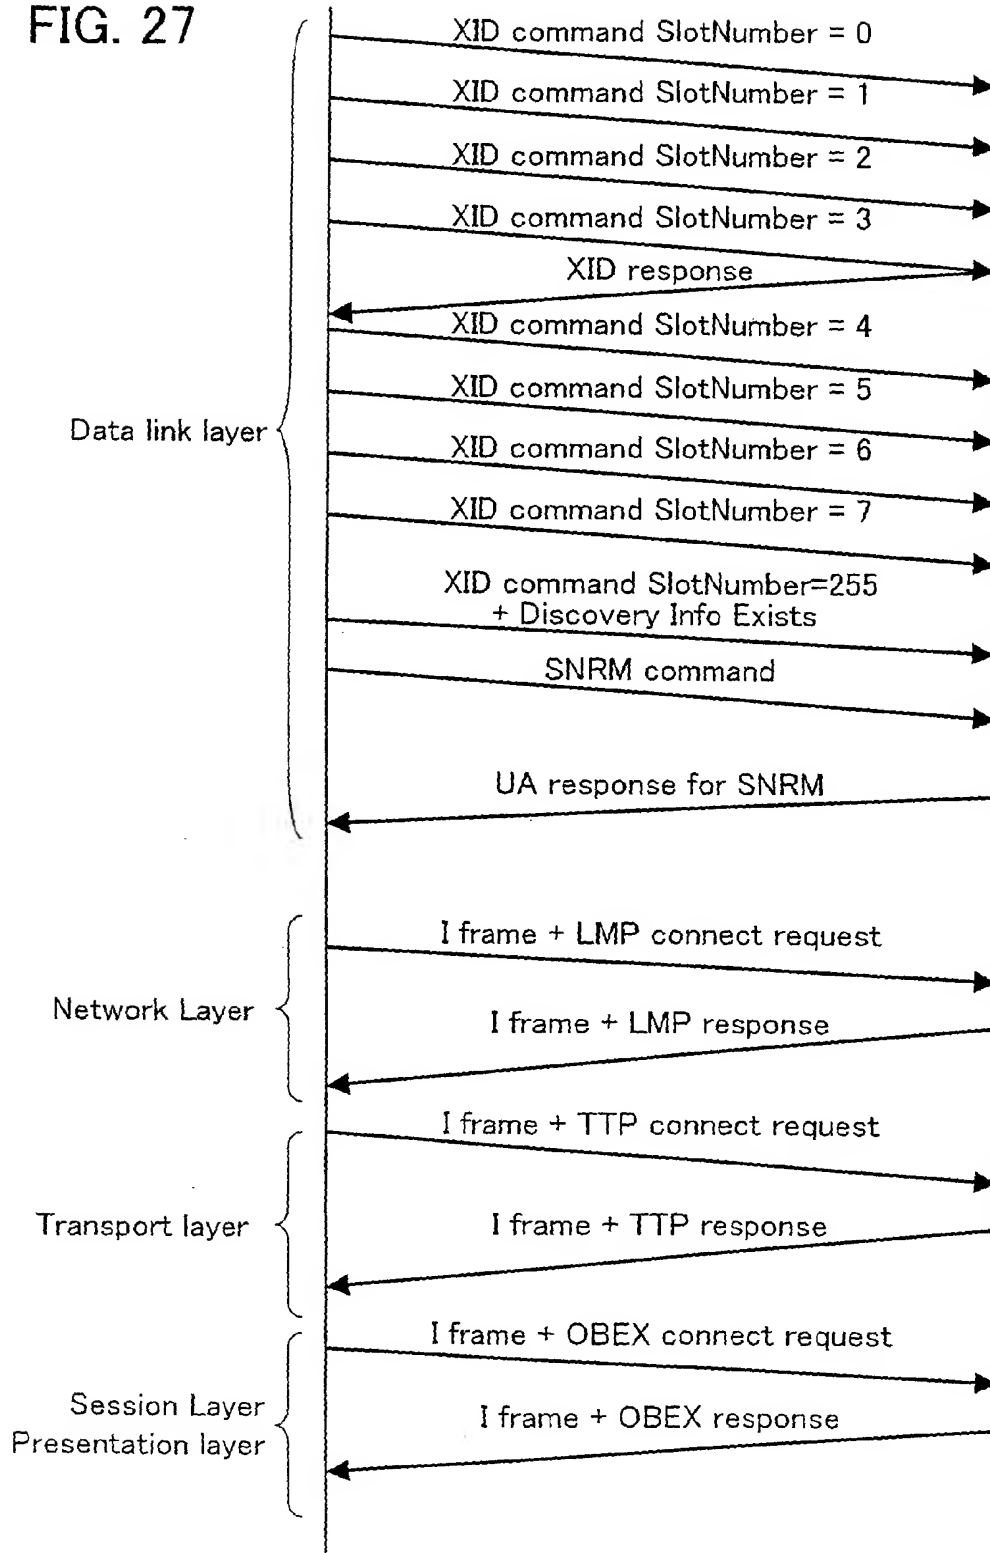 FIG. 27
XID command SlotNumber = 0
XID command SlotNumber = 1
XID command SlotNumber = 2
XID command SlotNumber = 3
XID response
XID command SlotNumber = 4
XID command SlotNumber = 5
Data link layer
XID command SlotNumber = 6
XID command SlotNumber = 7
XID command SlotNumber=255
+ Discovery Info Exists
SNRM command
UA response for SNRM
I frame + LMP connect request
Network Layer
I frame + LMP response
I frame + TTP connect request
Transport layer
I frame + TTP response
I frame + OBEX connect request
Session Layer
Presentation layer
I frame + OBEX response